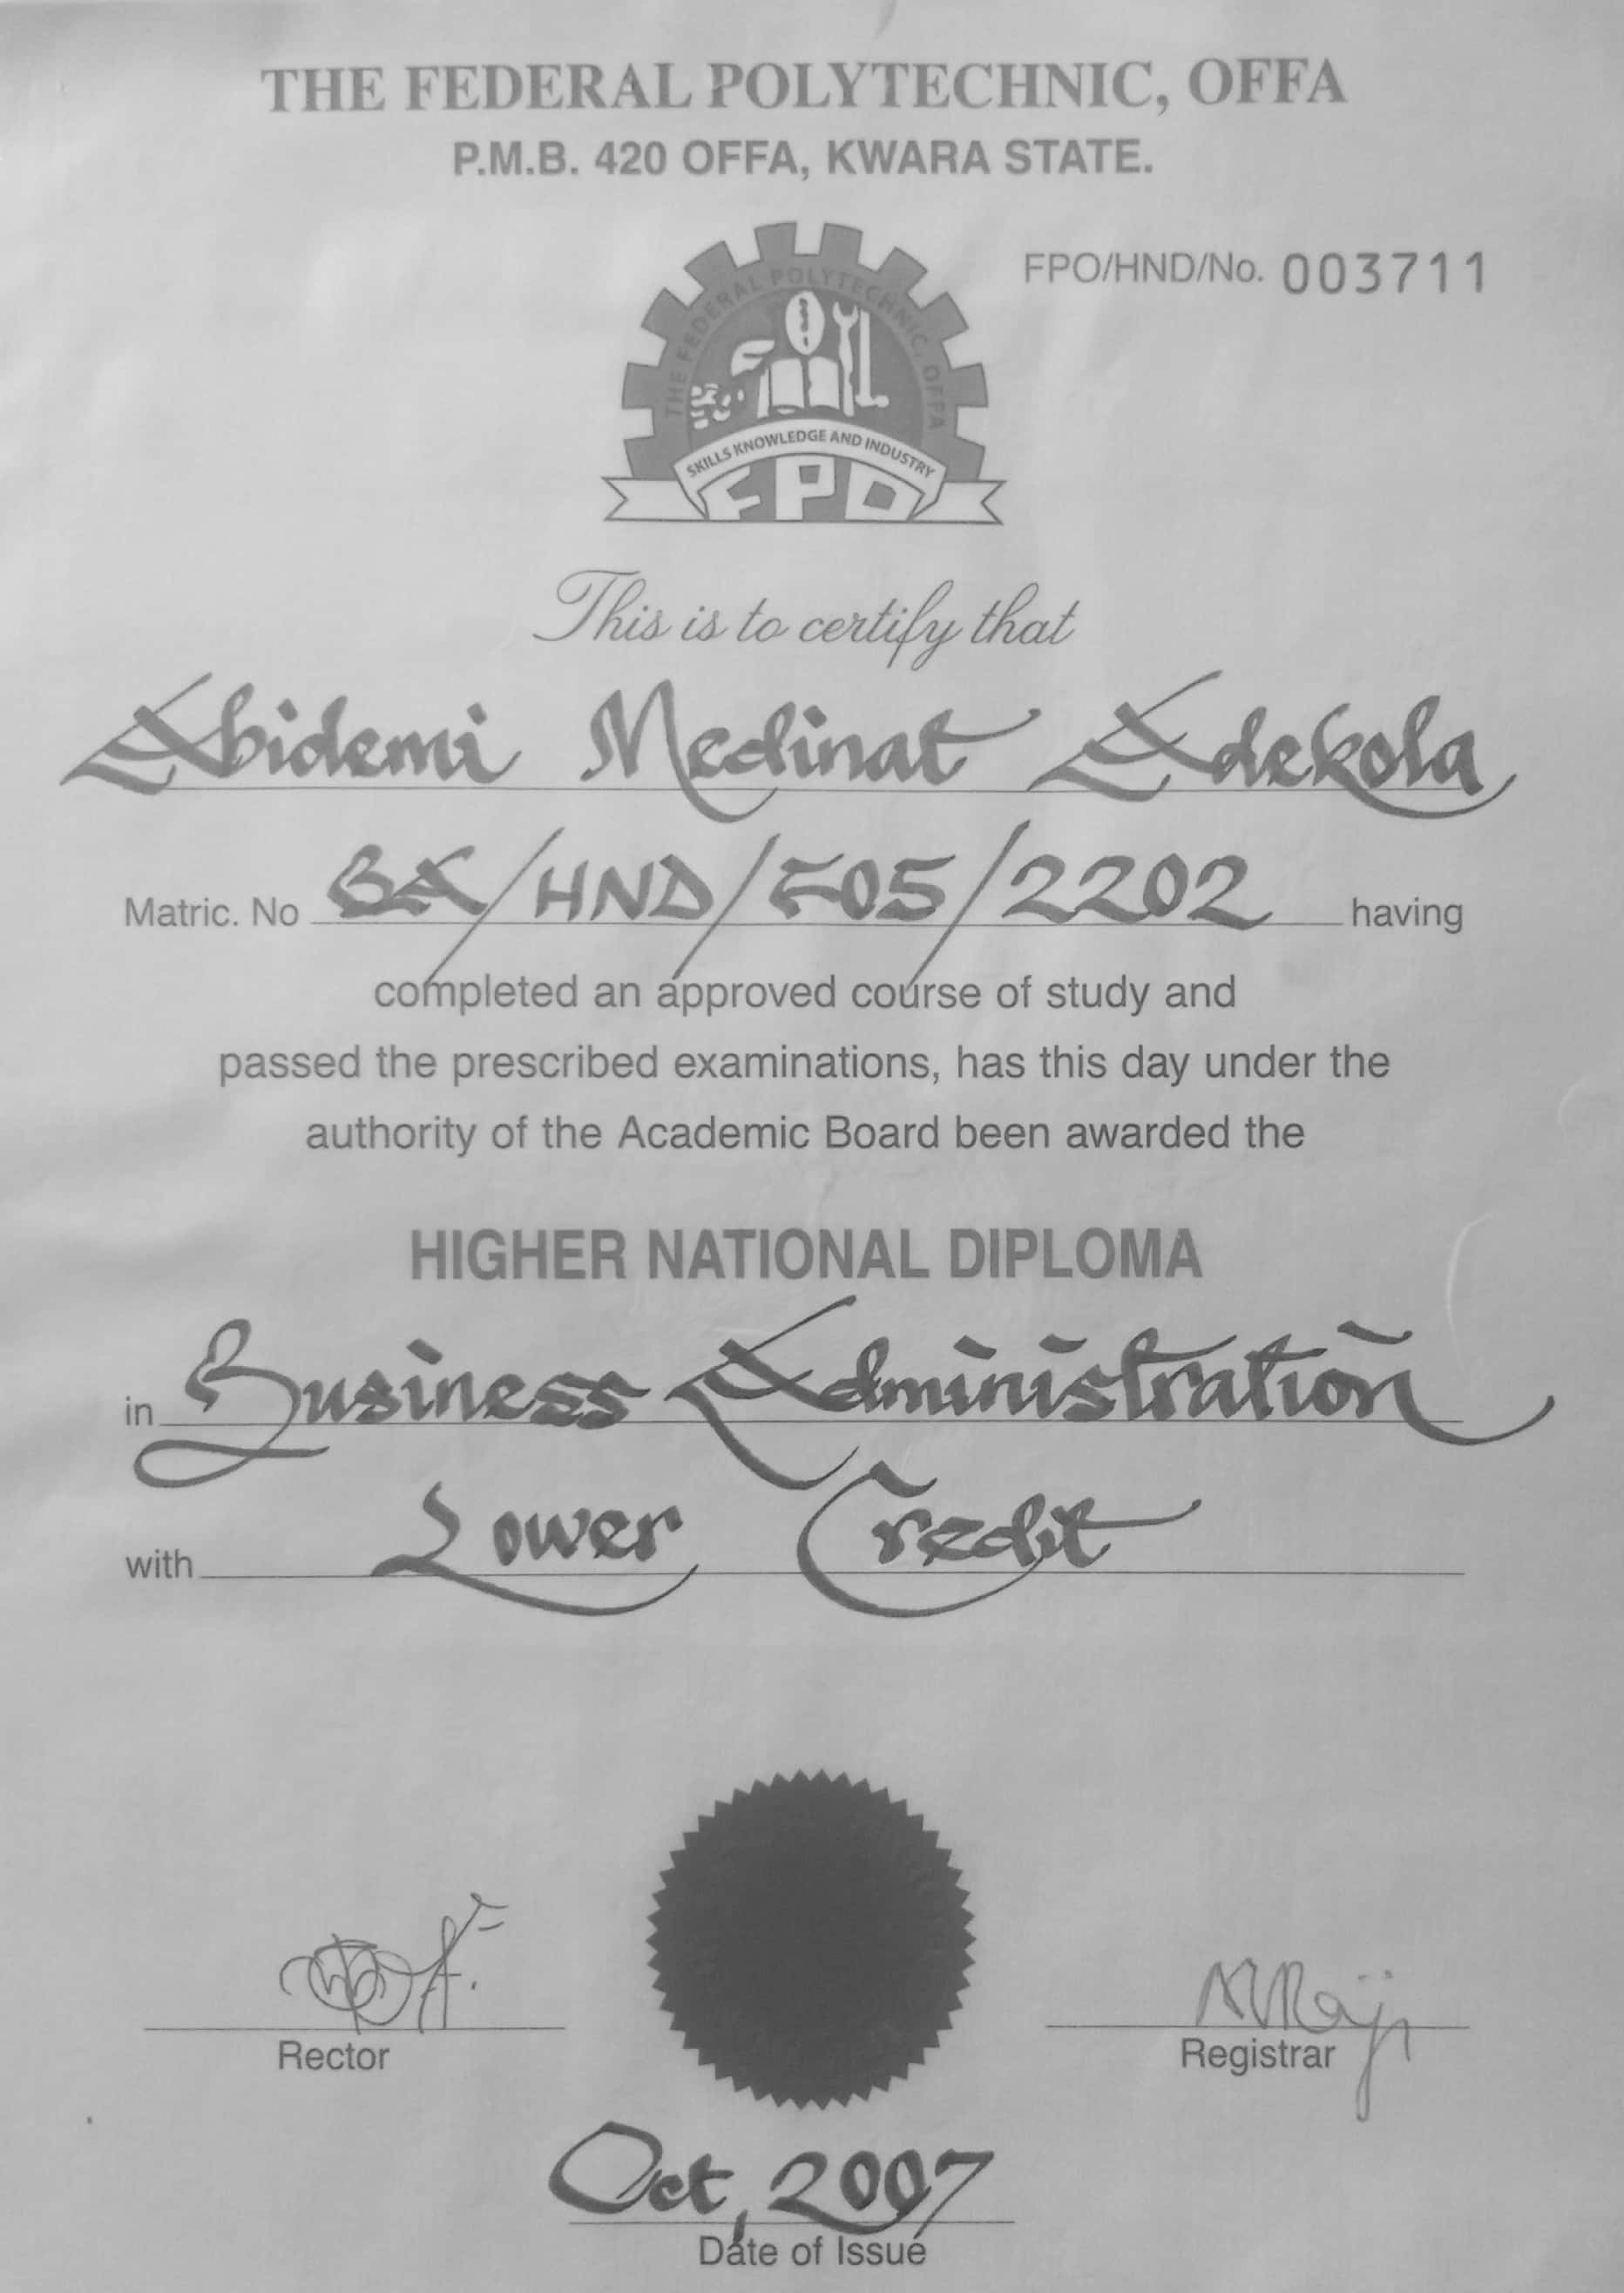 THE FEDERAL POLYTECHNIC, OFFA
P.M.B. 420 OFFA, KWARA STATE.
FPO/HND/No. 003711
THE FEDERAL POLYTECHNIC, OFFA
SKILLS KNOWLEDGE AND INDUSTRY
FPO
This is to certify that
Abidemi Medinat Adekola
Matric. No BA/HND/F05/2202 having
completed an approved course of study and
passed the prescribed examinations, has this day under the
authority of the Academic Board been awarded the
HIGHER NATIONAL DIPLOMA
in Business Administration
with Lower Credit
Rector
Registrar
Oct, 2007
Date of Issue